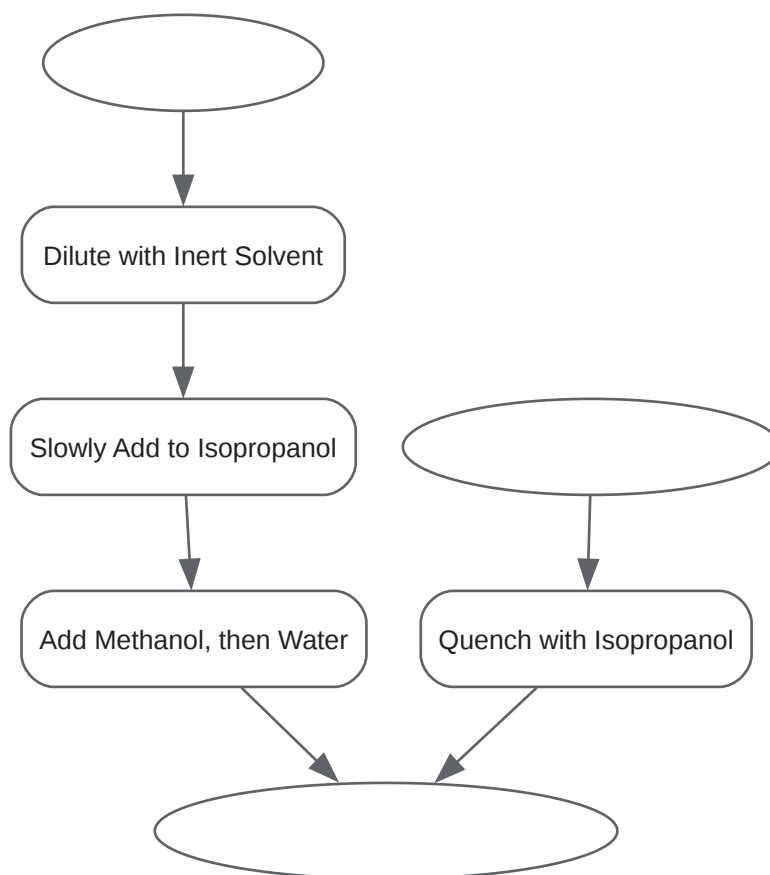 Dilute with Inert Solvent
Slowly Add to Isopropanol
Add Methanol, then Water
Quench with Isopropanol